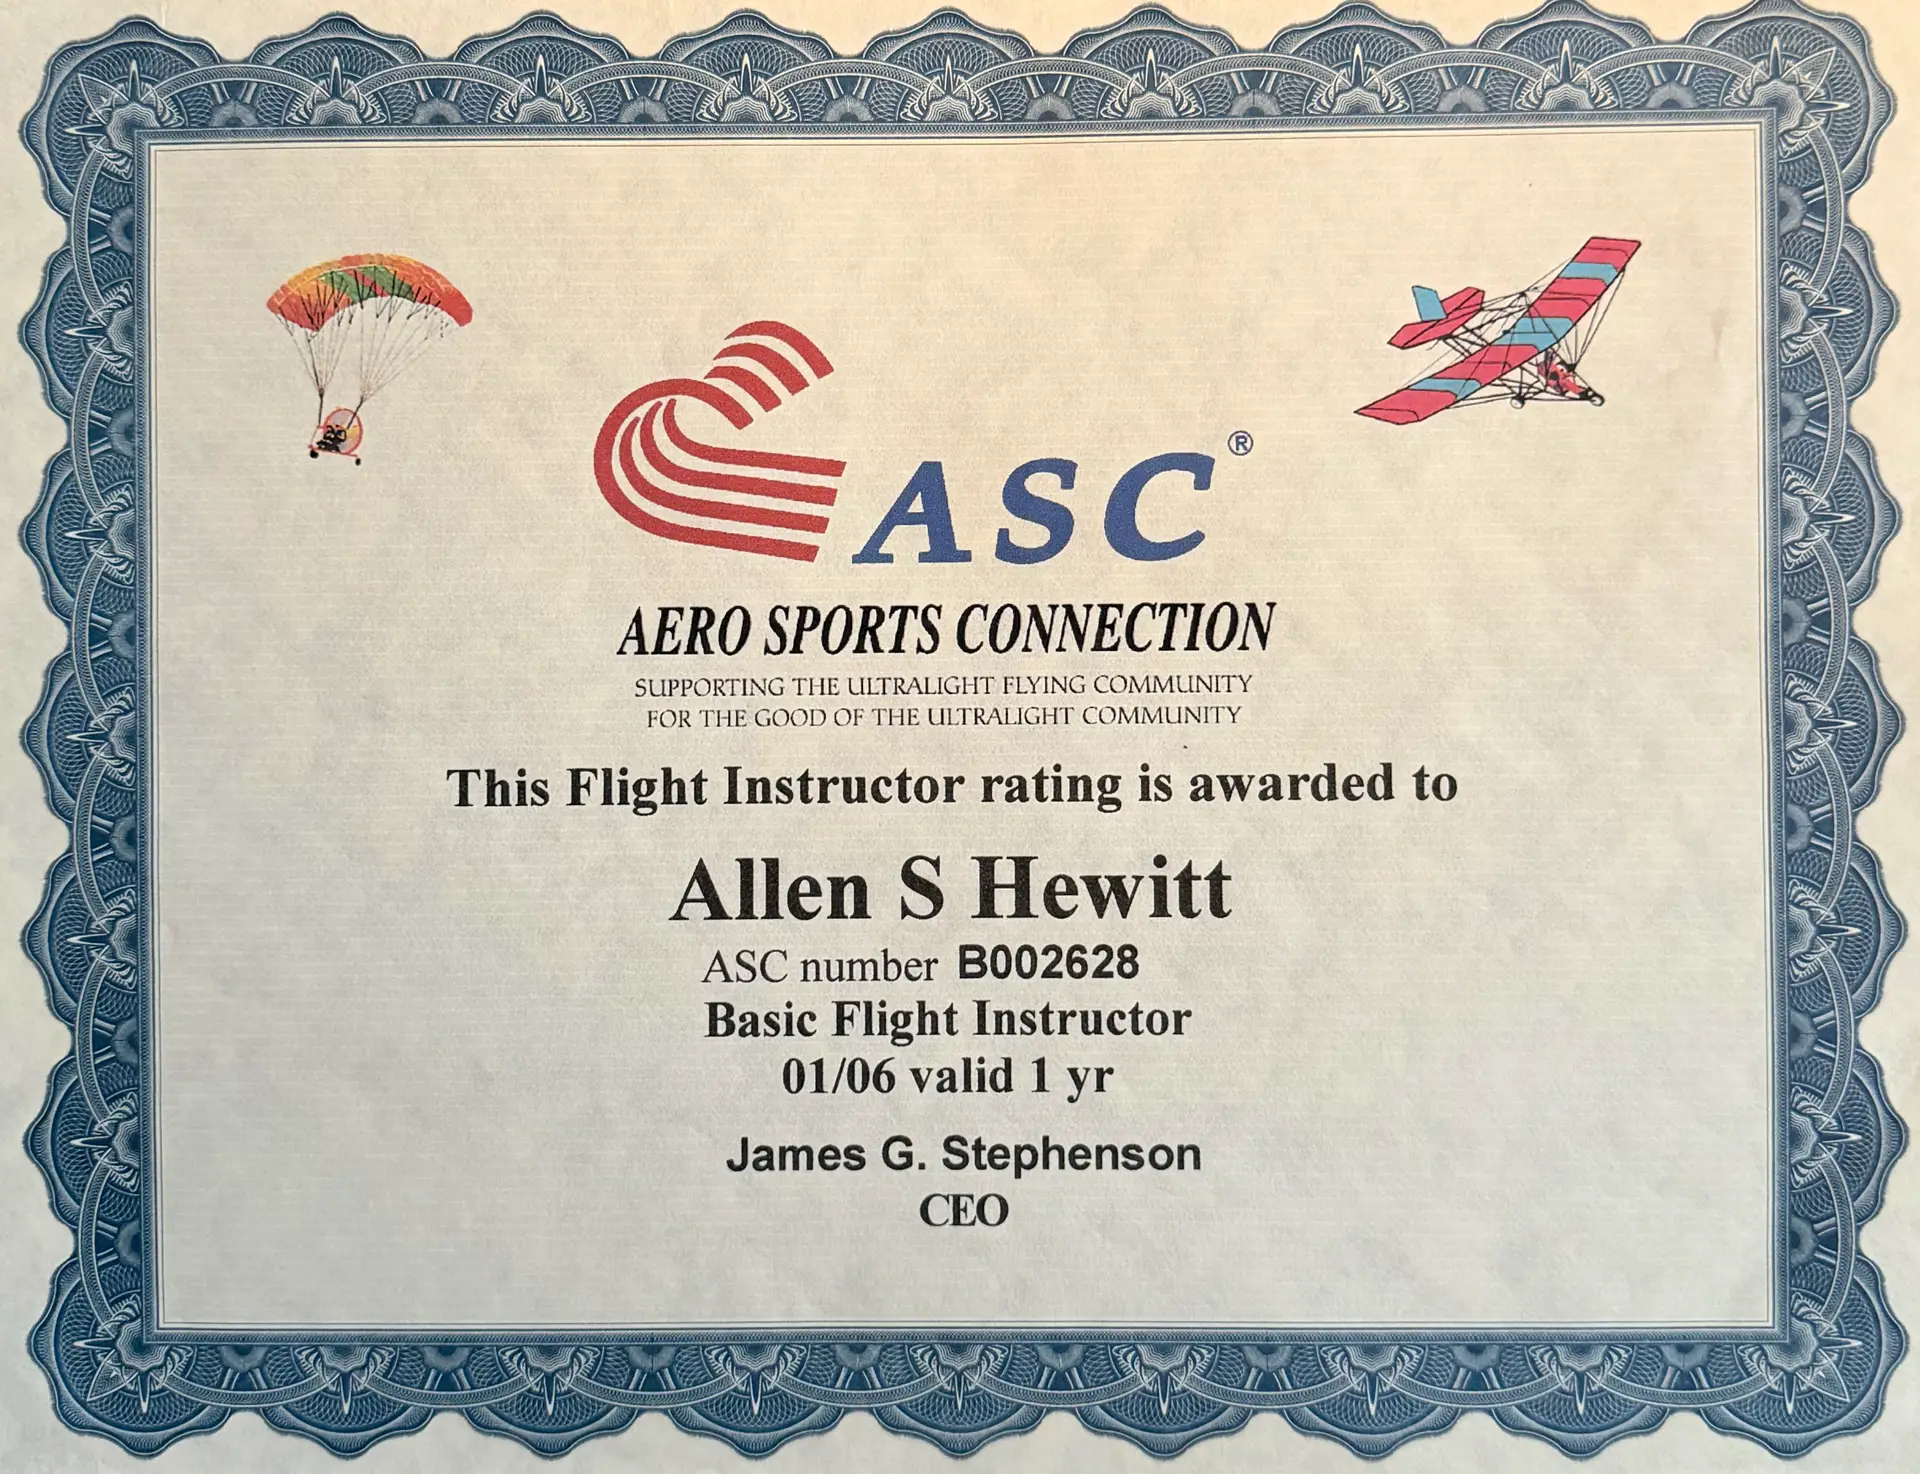 ASC®
AERO SPORTS CONNECTION
SUPPORTING THE ULTRALIGHT FLYING COMMUNITY
FOR THE GOOD OF THE ULTRALIGHT COMMUNITY
This Flight Instructor rating is awarded to
Allen S Hewitt
ASC number B002628
Basic Flight Instructor
01/06 valid 1 yr
James G. Stephenson
CEO